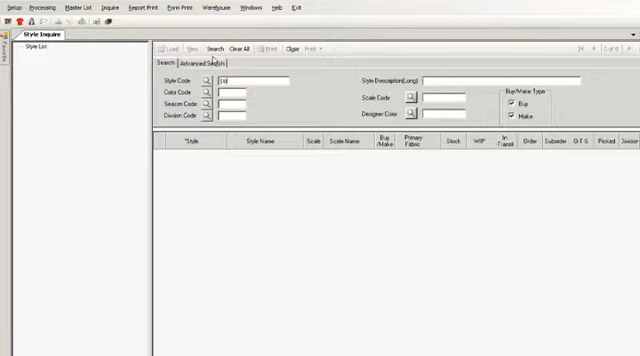 Setup Processing Master List Inquire Report Print Form Print Warehouse Windows Help Exit
Style Inquire
Favorite
Style List
Load New Search Clear All Print Close Print
0 of 0
Search Advanced Search
Style Code
Style Description(Long)
Color Code
Scale Code
Buy/Make Type
Season Code
Buy
Division Code
Designer Color
Make
*Style Style Name Scale Scale Name Buy /Make Primary Fabric Stock WIP In -Transit Order Suborder O-T-S Picked Divisior